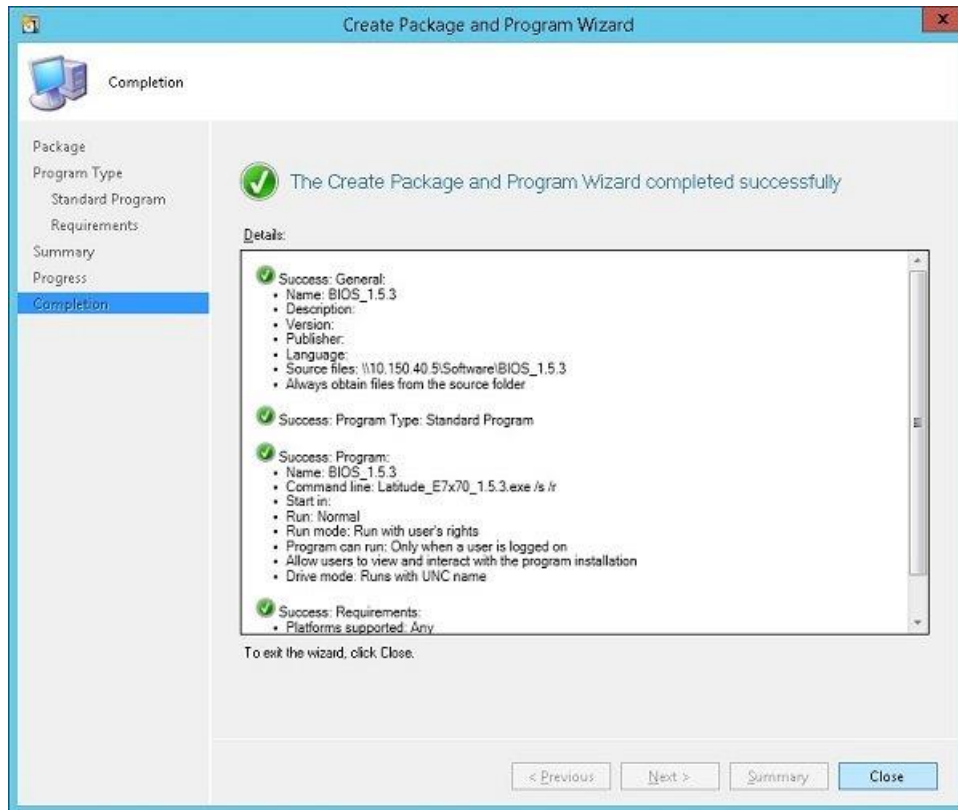 Create Package and Program Wizard
x
Completion
Package
Program Type
Standard Program
Requirements
Summary
Progress
Completion
The Create Package and Program Wizard completed successfully
Details:
Success: General:
• Name: BIOS_1.5.3
• Description:
• Version:
• Publisher:
• Language:
• Source files: \\10.150.40.5\Software\BIOS_1.5.3
• Always obtain files from the source folder
Success: Program Type: Standard Program
Success: Program:
• Name: BIOS_1.5.3
• Command line: Latitude_E7x70_1.5.3.exe /s /r
• Start in:
• Run: Normal
• Run mode: Run with user's rights
• Program can run: Only when a user is logged on
• Allow users to view and interact with the program installation
• Drive mode: Runs with UNC name
Success: Requirements:
• Platforms supported: Any
To exit the wizard, click Close.
< Previous
Next >
Summary
Close